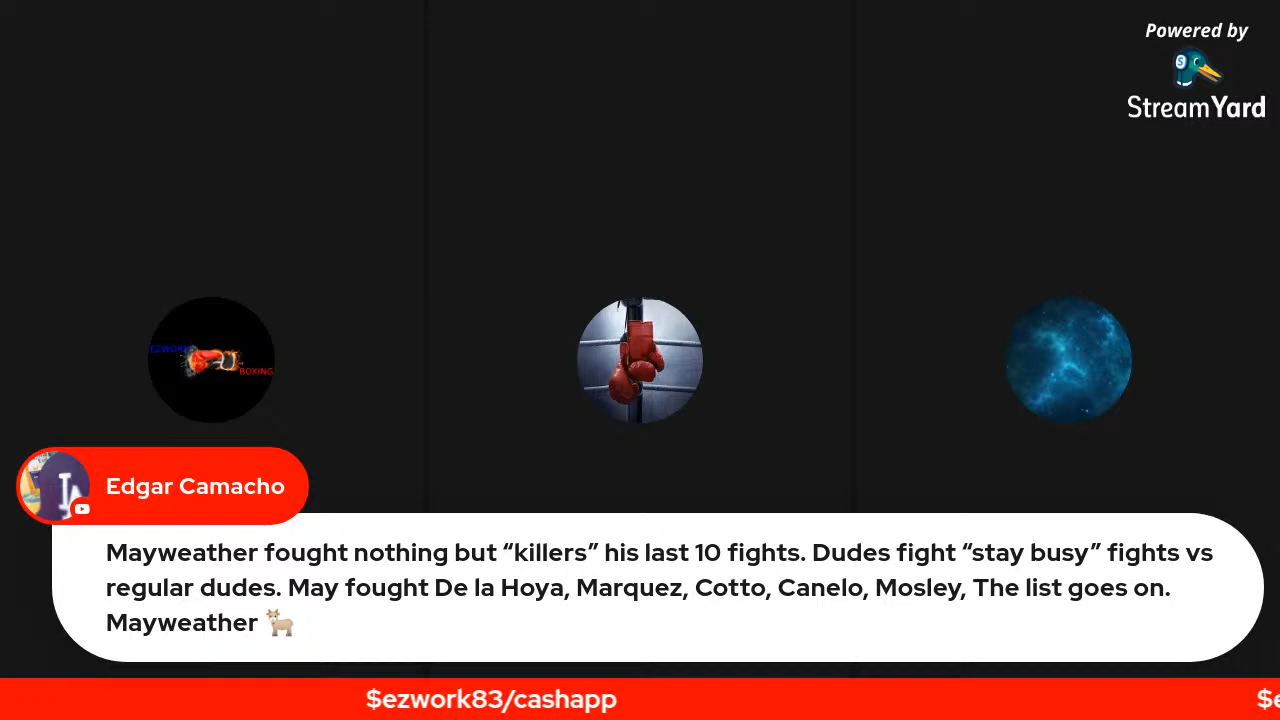 Powered by
StreamYard
EZWORK
BOXING
Edgar Camacho
Mayweather fought nothing but “killers” his last 10 fights. Dudes fight “stay busy” fights vs
regular dudes. May fought De la Hoya, Marquez, Cotto, Canelo, Mosley, The list goes on.
Mayweather 🐐
$ezwork83/cashapp